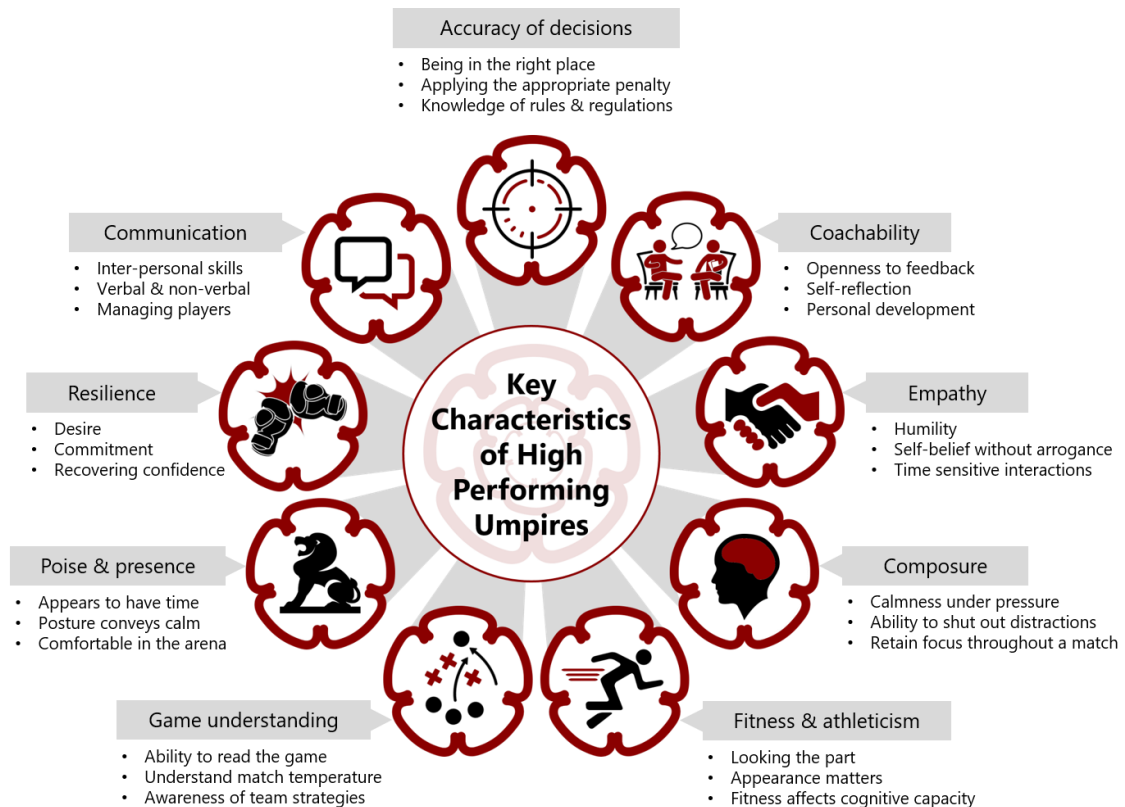 Accuracy of decisions
• Being in the right place
• Applying the appropriate penalty
• Knowledge of rules & regulations
Communication
• Inter-personal skills
• Verbal & non-verbal
• Managing players
Coachability
• Openness to feedback
• Self-reflection
• Personal development
Resilience
• Desire
• Commitment
• Recovering confidence
Key
Characteristics
of High
Performing
Umpires
Empathy
• Humility
• Self-belief without arrogance
• Time sensitive interactions
Poise & presence
• Appears to have time
• Posture conveys calm
• Comfortable in the arena
Composure
• Calmness under pressure
• Ability to shut out distractions
• Retain focus throughout a match
Game understanding
• Ability to read the game
• Understand match temperature
• Awareness of team strategies
Fitness & athleticism
• Looking the part
• Appearance matters
• Fitness affects cognitive capacity